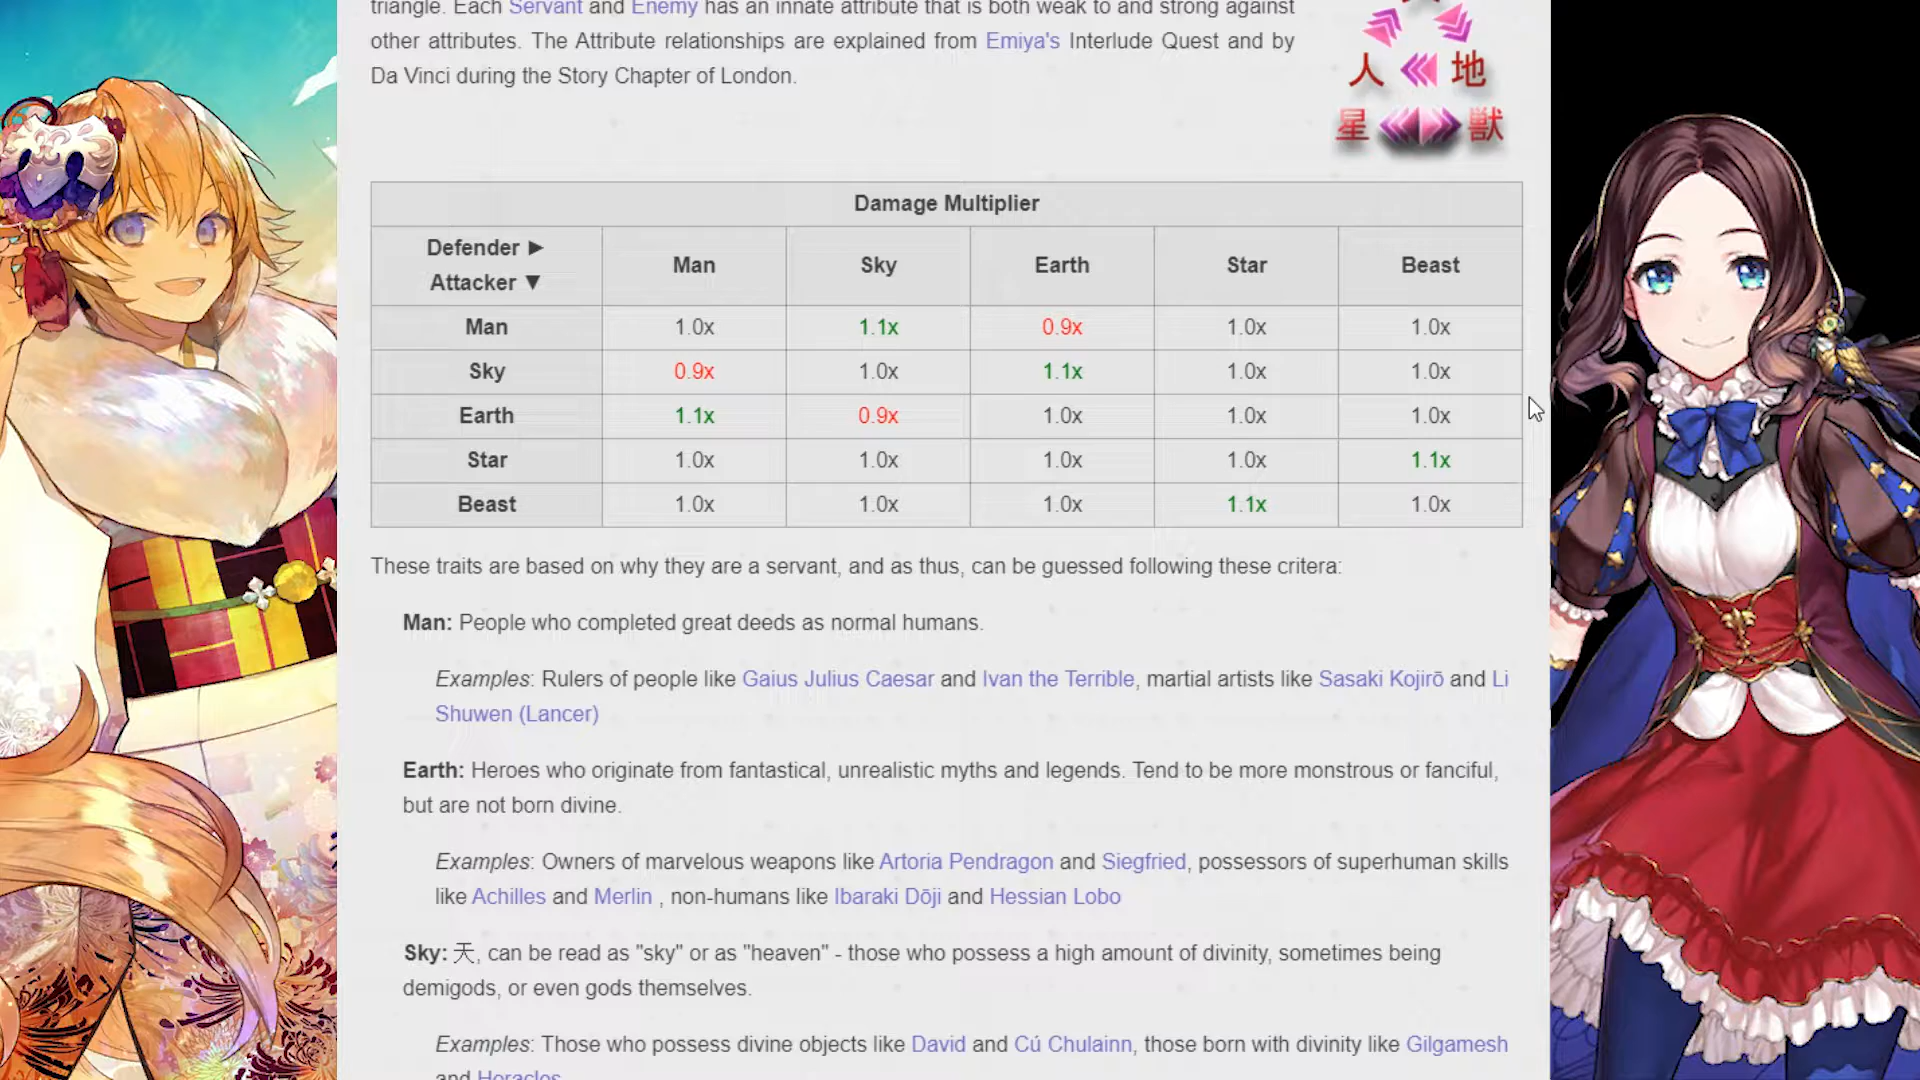 triangle. Each Servant and Enemy has an innate attribute that is both weak to and strong against
other attributes. The Attribute relationships are explained from Emiya's Interlude Quest and by
Da Vinci during the Story Chapter of London.
人 地
星 獣
Damage Multiplier
Defender ► Man Sky Earth Star Beast
Attacker ▼
Man 1.0x 1.1x 0.9x 1.0x 1.0x
Sky 0.9x 1.0x 1.1x 1.0x 1.0x
Earth 1.1x 0.9x 1.0x 1.0x 1.0x
Star 1.0x 1.0x 1.0x 1.0x 1.1x
Beast 1.0x 1.0x 1.0x 1.1x 1.0x
These traits are based on why they are a servant, and as thus, can be guessed following these critera:
Man: People who completed great deeds as normal humans.
Examples: Rulers of people like Gaius Julius Caesar and Ivan the Terrible, martial artists like Sasaki Kojirō and Li
Shuwen (Lancer)
Earth: Heroes who originate from fantastical, unrealistic myths and legends. Tend to be more monstrous or fanciful,
but are not born divine.
Examples: Owners of marvelous weapons like Artoria Pendragon and Siegfried, possessors of superhuman skills
like Achilles and Merlin , non-humans like Ibaraki Dōji and Hessian Lobo
Sky: 天, can be read as "sky" or as "heaven" - those who possess a high amount of divinity, sometimes being
demigods, or even gods themselves.
Examples: Those who possess divine objects like David and Cú Chulainn, those born with divinity like Gilgamesh
and Heracles